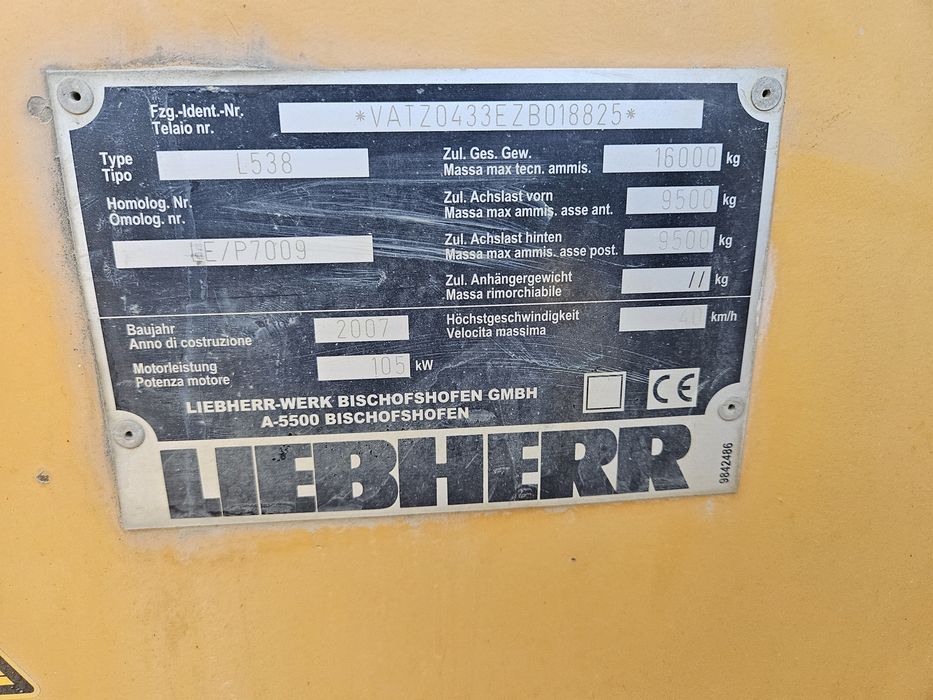 Fzg.-Ident.-Nr.
Telaio nr.
*VATZ0433EZB018825*
Type
Tipo
L538
Homolog. Nr.
Omolog. nr.
LE/P7009
Zul. Ges. Gew.
Massa max tecn. ammis.
16000 kg
Zul. Achslast vorn
Massa max ammis. asse ant.
9500 kg
Zul. Achslast hinten
Massa max ammis. asse post.
9500 kg
Zul. Anhängergewicht
Massa rimorchiabile
// kg
Baujahr
Anno di costruzione
2007
Motorleistung
Potenza motore
105 kW
Höchstgeschwindigkeit
Velocita massima
40 km/h
LIEBHERR-WERK BISCHOFSHOFEN GMBH
A-5500 BISCHOFSHOFEN
CE
LIEBHERR
9842486